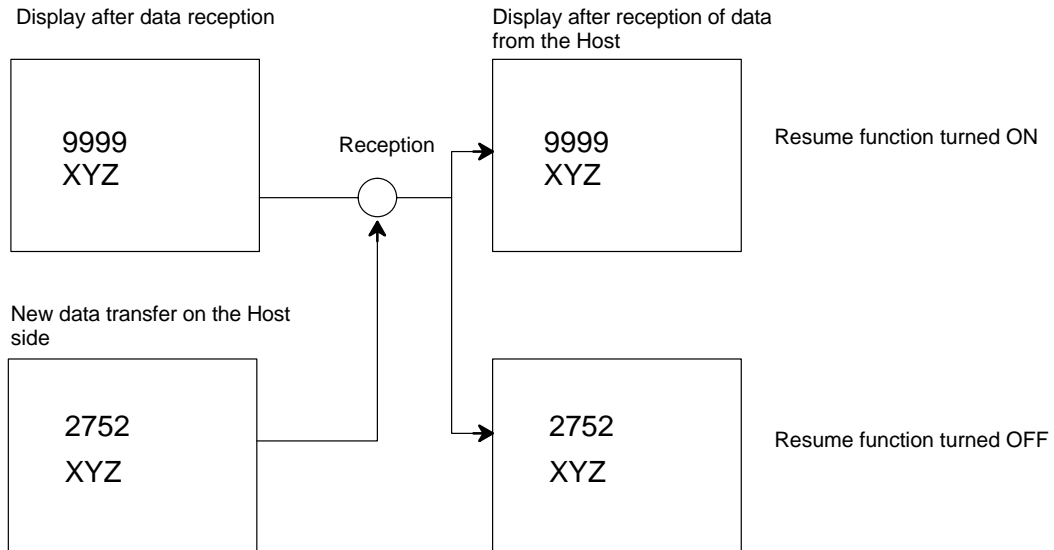 Display after data reception
Display after reception of data
from the Host
9999
XYZ
Reception
9999
XYZ
Resume function turned ON
New data transfer on the Host
side
2752
XYZ
2752
XYZ
Resume function turned OFF